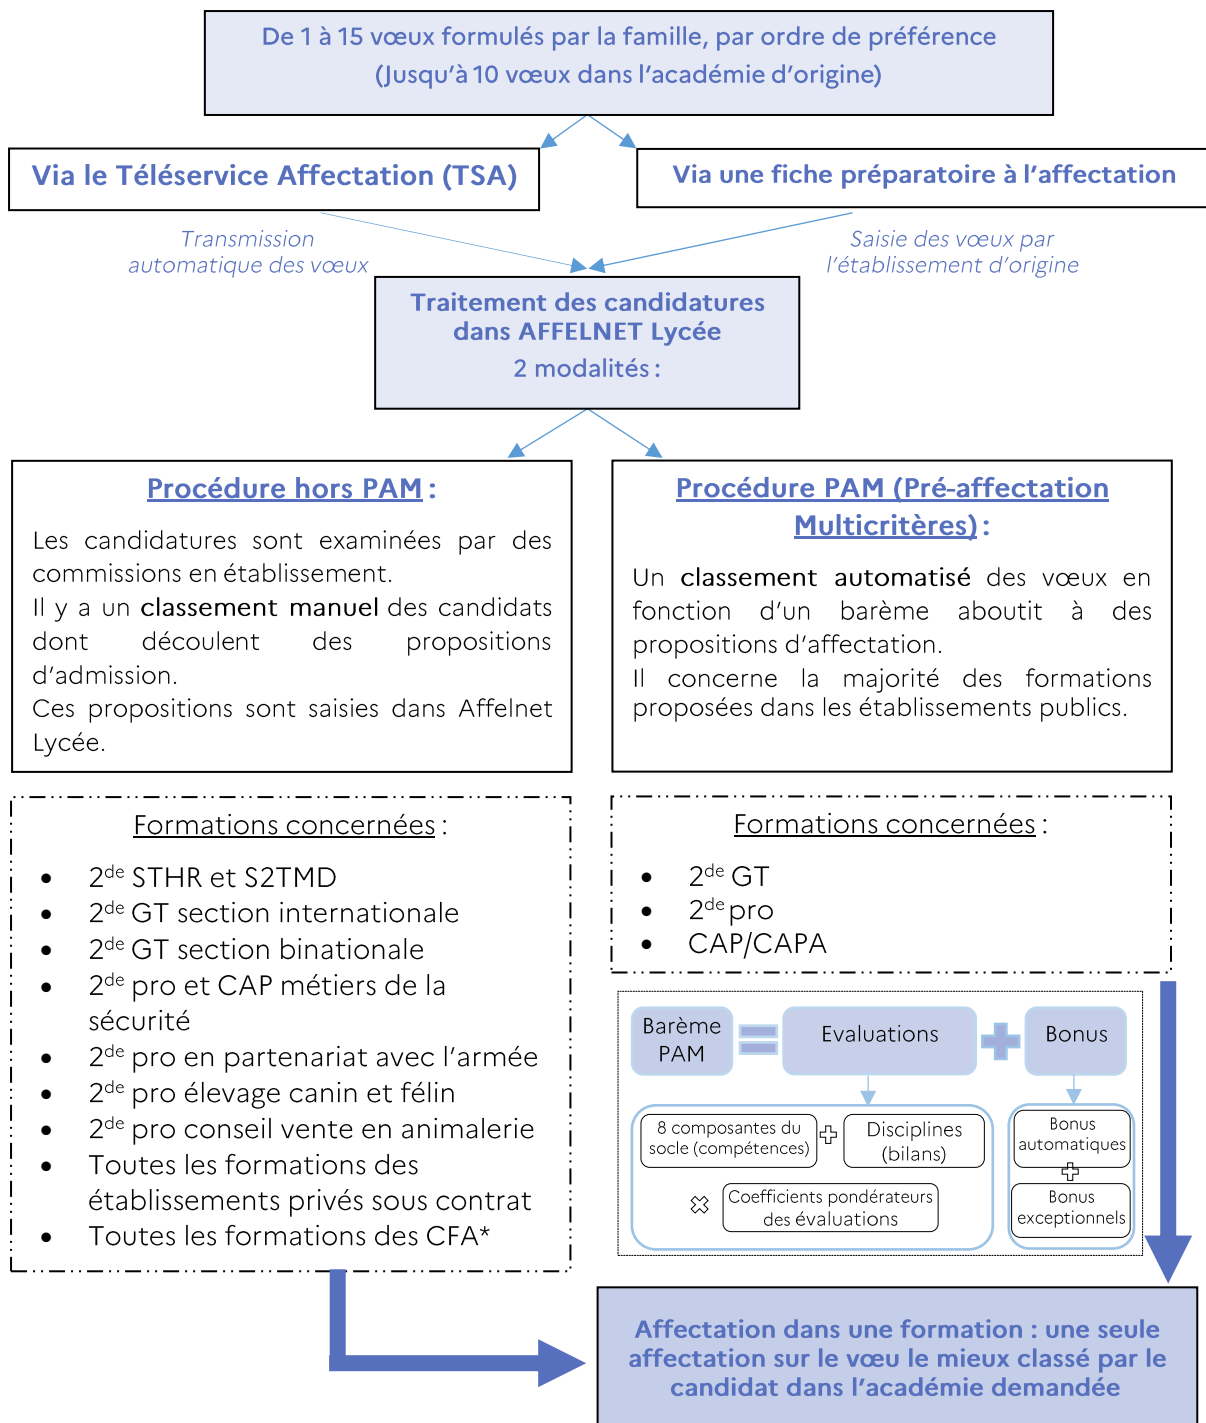 De 1 à 15 vœux formulés par la famille, par ordre de préférence
(Jusqu'à 10 vœux dans l'académie d'origine)
Via le Téléservice Affectation (TSA)
Via une fiche préparatoire à l'affectation
Transmission
automatique des vœux
Saisie des vœux par
l'établissement d'origine
Traitement des candidatures
dans AFFELNET Lycée
2 modalités :
Procédure hors PAM :
Les candidatures sont examinées par des
commissions en établissement.
Il y a un classement manuel des candidats
dont découlent des propositions
d'admission.
Ces propositions sont saisies dans Affelnet
Lycée.
Procédure PAM (Pré-affectation
Multicritères) :
Un classement automatisé des vœux en
fonction d'un barème aboutit à des
propositions d'affectation.
Il concerne la majorité des formations
proposées dans les établissements publics.
Formations concernées :
• 2de STHR et S2TMD
• 2de GT section internationale
• 2de GT section binationale
• 2de pro et CAP métiers de la
sécurité
• 2de pro en partenariat avec l'armée
• 2de pro élevage canin et félin
• 2de pro conseil vente en animalerie
• Toutes les formations des
établissements privés sous contrat
• Toutes les formations des CFA*
Formations concernées :
• 2de GT
• 2de pro
• CAP/CAPA
Barème
PAM
=
Evaluations
+
Bonus
8 composantes du
socle (compétences)
+
Disciplines
(bilans)
×
Coefficients pondérateurs
des évaluations
Bonus
automatiques
+
Bonus
exceptionnels
Affectation dans une formation : une seule
affectation sur le vœu le mieux classé par le
candidat dans l'académie demandée